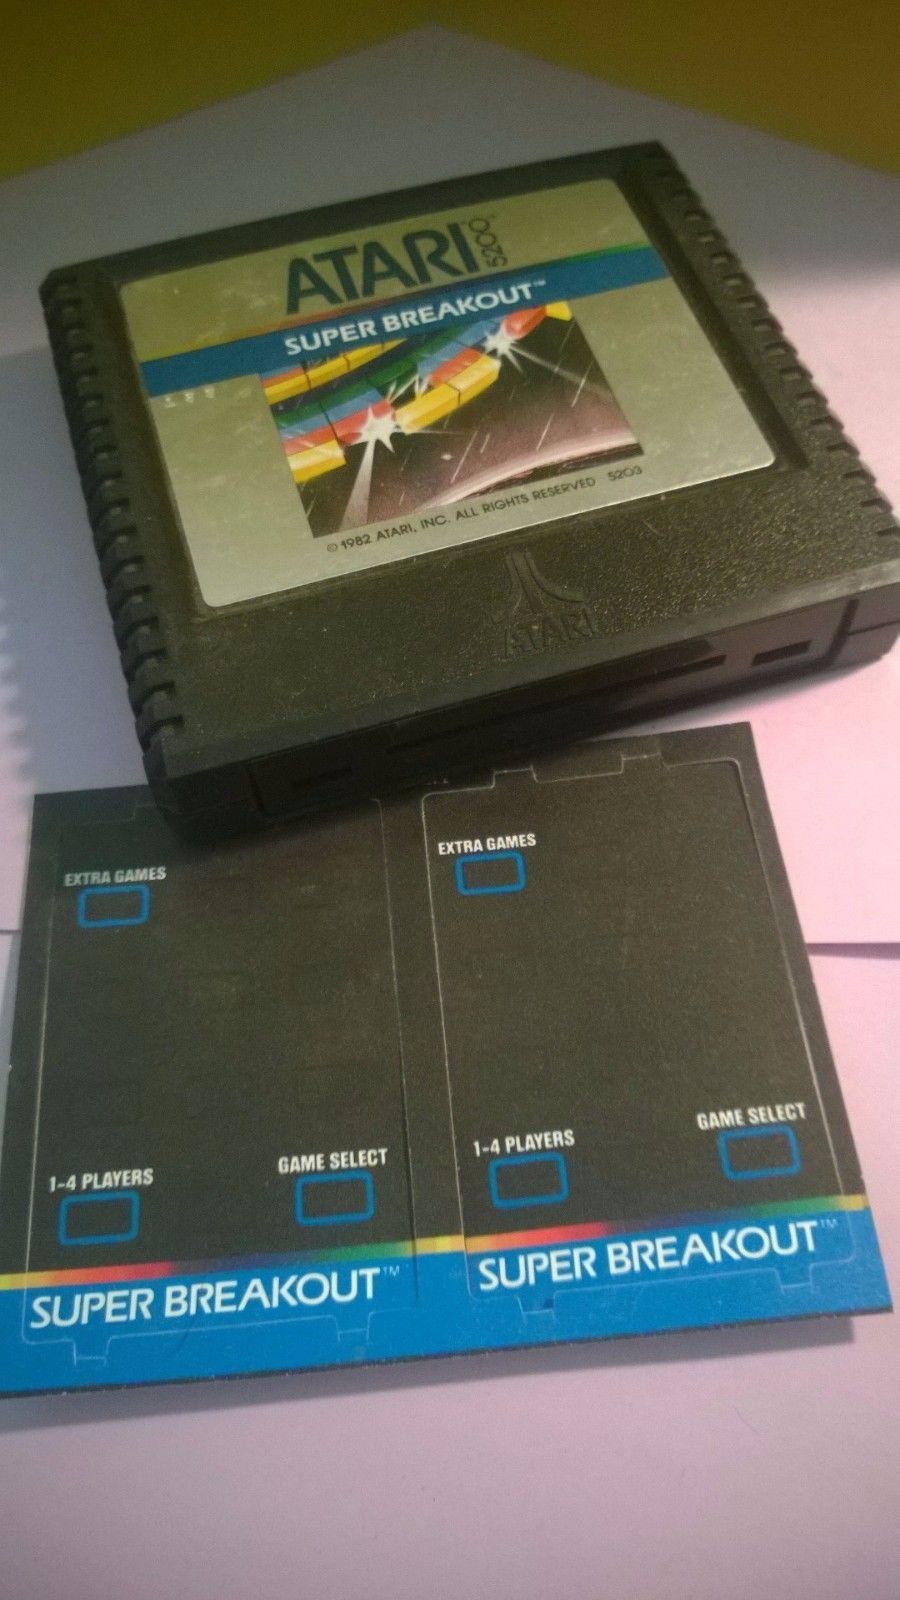 ATARI 5200™
SUPER BREAKOUT™
© 1982 ATARI, INC. ALL RIGHTS RESERVED 5203
ATARI
EXTRA GAMES
1-4 PLAYERS
GAME SELECT
SUPER BREAKOUT™
EXTRA GAMES
1-4 PLAYERS
GAME SELECT
SUPER BREAKOUT™